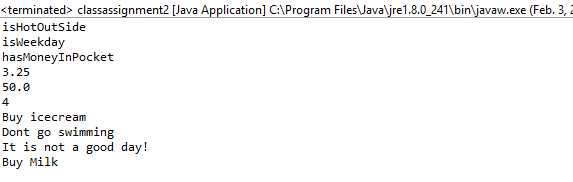 <terminated> classassignment2 [Java Application] C:\Program Files\Java\jre1.8.0_241\bin\javaw.exe (Feb. 3, 2
isHotOutSide
isWeekday
hasMoneyInPocket
3.25
50.0
4
Buy icecream
Dont go swimming
It is not a good day!
Buy Milk